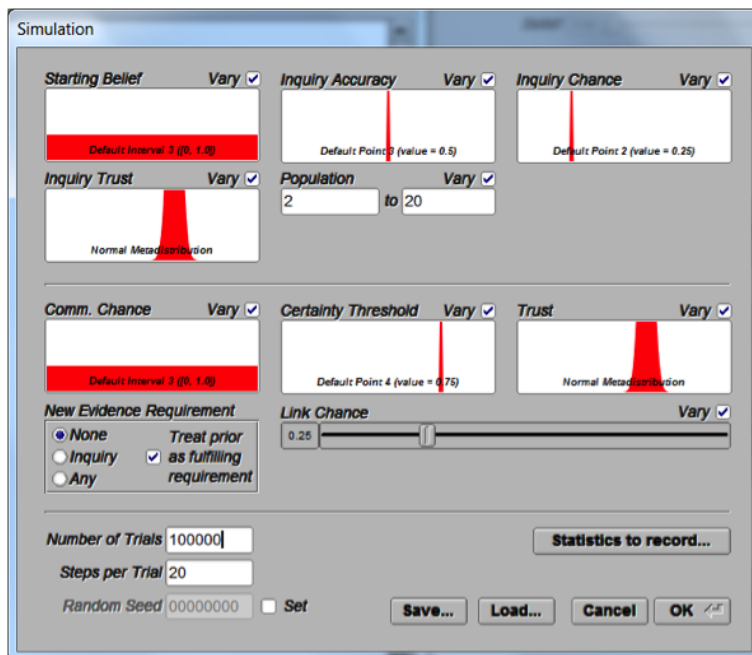 Simulation
Starting Belief Vary Inquiry Accuracy Vary Inquiry Chance Vary
Default Interval 3 ([0, 1.0]) Default Point 3 (value = 0.5) Default Point 2 (value = 0.25)
Inquiry Trust Vary Population Vary
2 to 20
Normal Metadistribution
Comm. Chance Vary Certainty Threshold Vary Trust Vary
Default Interval 3 ([0, 1.0]) Default Point 4 (value = 0.75) Normal Metadistribution
New Evidence Requirement Link Chance Vary
None Treat prior 0.25
Inquiry as fulfilling
Any requirement
Number of Trials 100000 Statistics to record...
Steps per Trial 20
Random Seed 00000000 Set Save... Load... Cancel OK